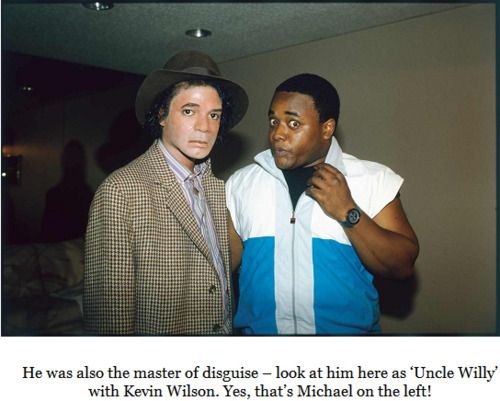 He was also the master of disguise – look at him here as ‘Uncle Willy’
with Kevin Wilson. Yes, that’s Michael on the left!